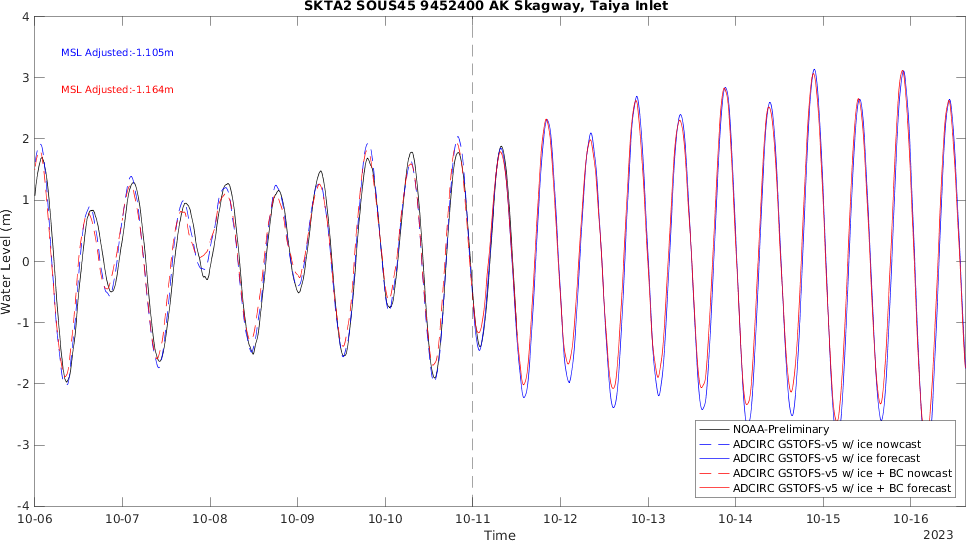 SKTA2 SOUS45 9452400 AK Skagway, Taiya Inlet
MSL Adjusted:-1.105m
MSL Adjusted:-1.164m
Water Level (m)
4
3
2
1
0
-1
-2
-3
-4
NOAA-Preliminary
ADCIRC GSTOFS-v5 w/ ice nowcast
ADCIRC GSTOFS-v5 w/ ice forecast
ADCIRC GSTOFS-v5 w/ ice + BC nowcast
ADCIRC GSTOFS-v5 w/ ice + BC forecast
10-06 10-07 10-08 10-09 10-10 10-11 10-12 10-13 10-14 10-15 10-16
Time
2023